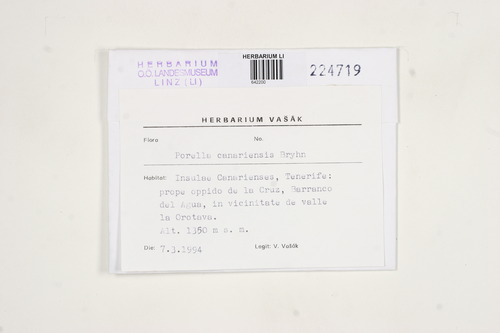 HERBARIUM
O.Ö. LANDESMUSEUM
LINZ (LI)
HERBARIUM LI
642200
224719
HERBARIUM VAŠÁK
Flora No.
Porella canariensis Bryhn
Habitat: Insulae Canarienses, Tenerife:
prope oppido de la Cruz, Barranco
del Agua, in vicinitate de valle
la Orotava.
Alt. 1350 m s. m.
Die: 7.3.1994 Legit: V. Vašák